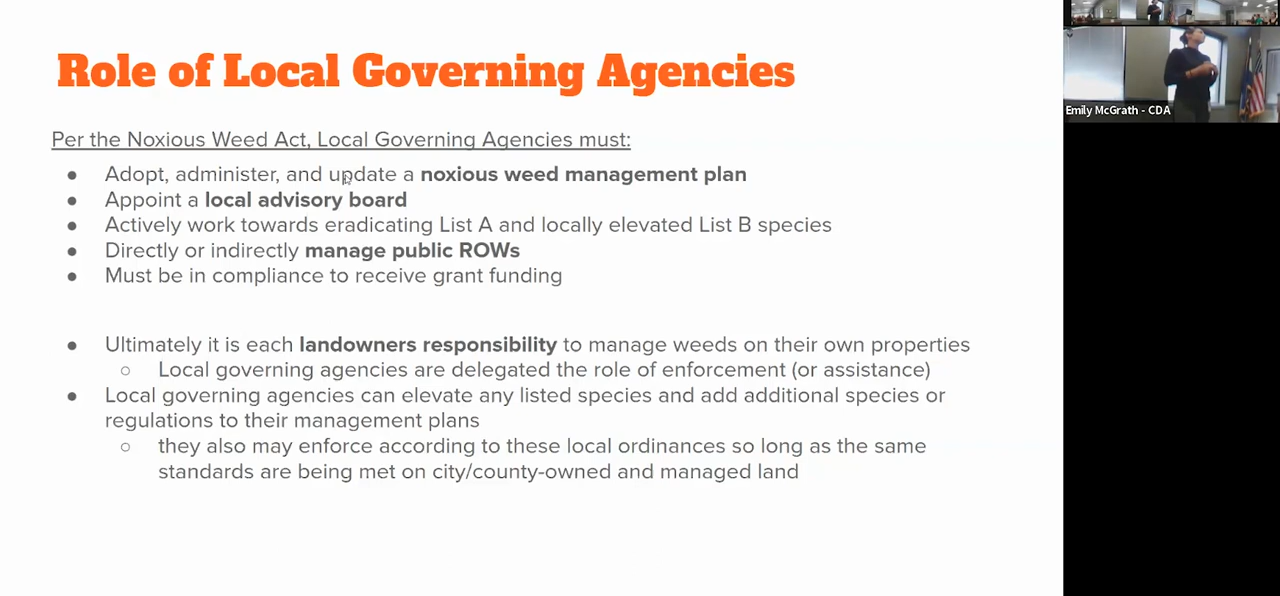 Role of Local Governing Agencies
Per the Noxious Weed Act, Local Governing Agencies must:
● Adopt, administer, and update a noxious weed management plan
● Appoint a local advisory board
● Actively work towards eradicating List A and locally elevated List B species
● Directly or indirectly manage public ROWs
● Must be in compliance to receive grant funding
● Ultimately it is each landowners responsibility to manage weeds on their own properties
○ Local governing agencies are delegated the role of enforcement (or assistance)
● Local governing agencies can elevate any listed species and add additional species or
regulations to their management plans
○ they also may enforce according to these local ordinances so long as the same
standards are being met on city/county-owned and managed land
Emily McGrath - CDA